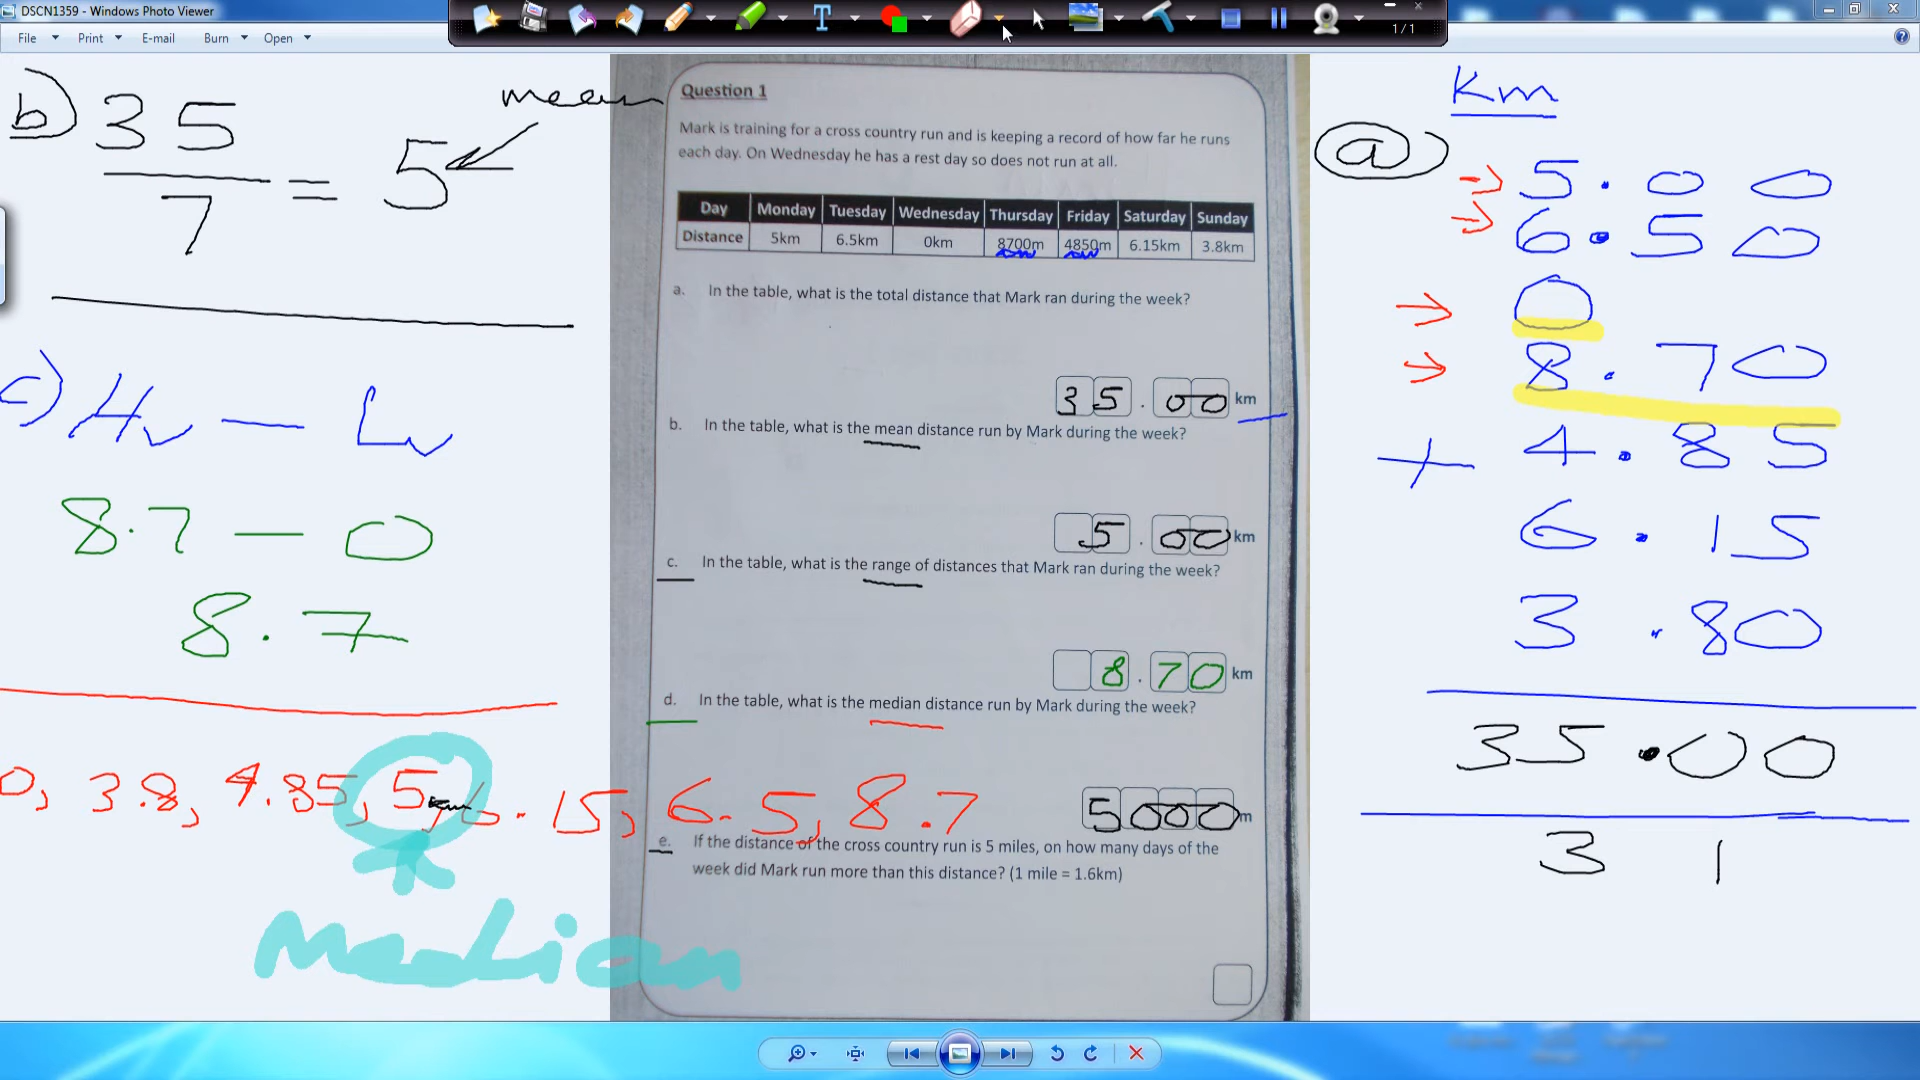 DSCN1359 - Windows Photo Viewer
File Print E-mail Burn Open
T
1 / 1
b) 35
7
= 5
mean
c) Hv - Lv
8.7 - 0
8.7
0, 3.8, 4.85, 5km, 6.15, 6.5, 8.7
Median
Question 1
Mark is training for a cross country run and is keeping a record of how far he runs
each day. On Wednesday he has a rest day so does not run at all.
Day Monday Tuesday Wednesday Thursday Friday Saturday Sunday
Distance 5km 6.5km 0km 8700m 4850m 6.15km 3.8km
a. In the table, what is the total distance that Mark ran during the week?
35.00 km
b. In the table, what is the mean distance run by Mark during the week?
5.00 km
c. In the table, what is the range of distances that Mark ran during the week?
8.70 km
d. In the table, what is the median distance run by Mark during the week?
5000 m
e. If the distance of the cross country run is 5 miles, on how many days of the
week did Mark run more than this distance? (1 mile = 1.6km)
Km
a
5.00
6.50
0
8.70
+ 4.85
6.15
3.80
35.00
3 1